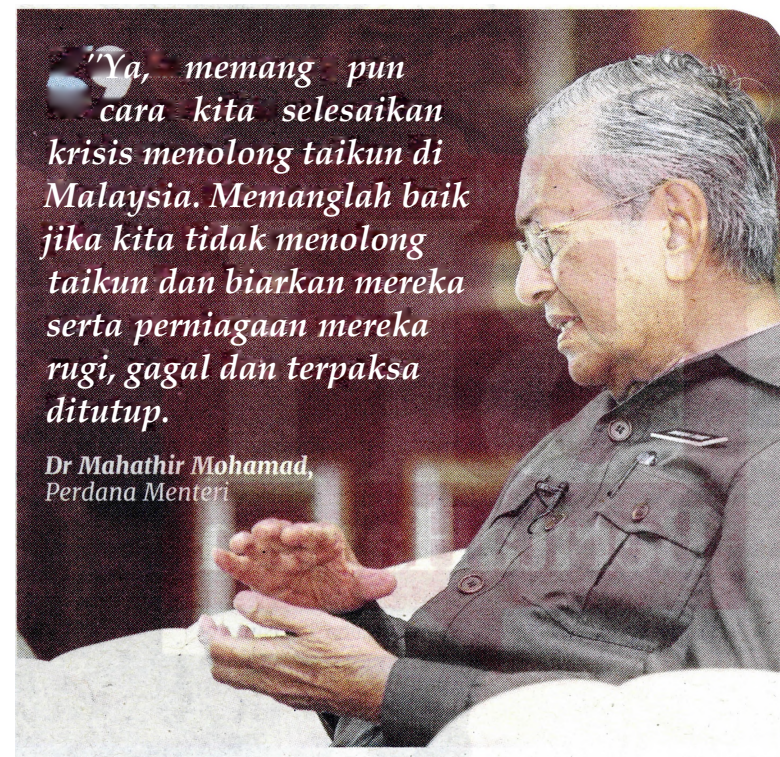 "Ya, memang pun
cara kita selesaikan
krisis menolong taikun di
Malaysia. Memanglah baik
jika kita tidak menolong
taikun dan biarkan mereka
serta perniagaan mereka
rugi, gagal dan terpaksa
ditutup.
Dr Mahathir Mohamad,
Perdana Menteri